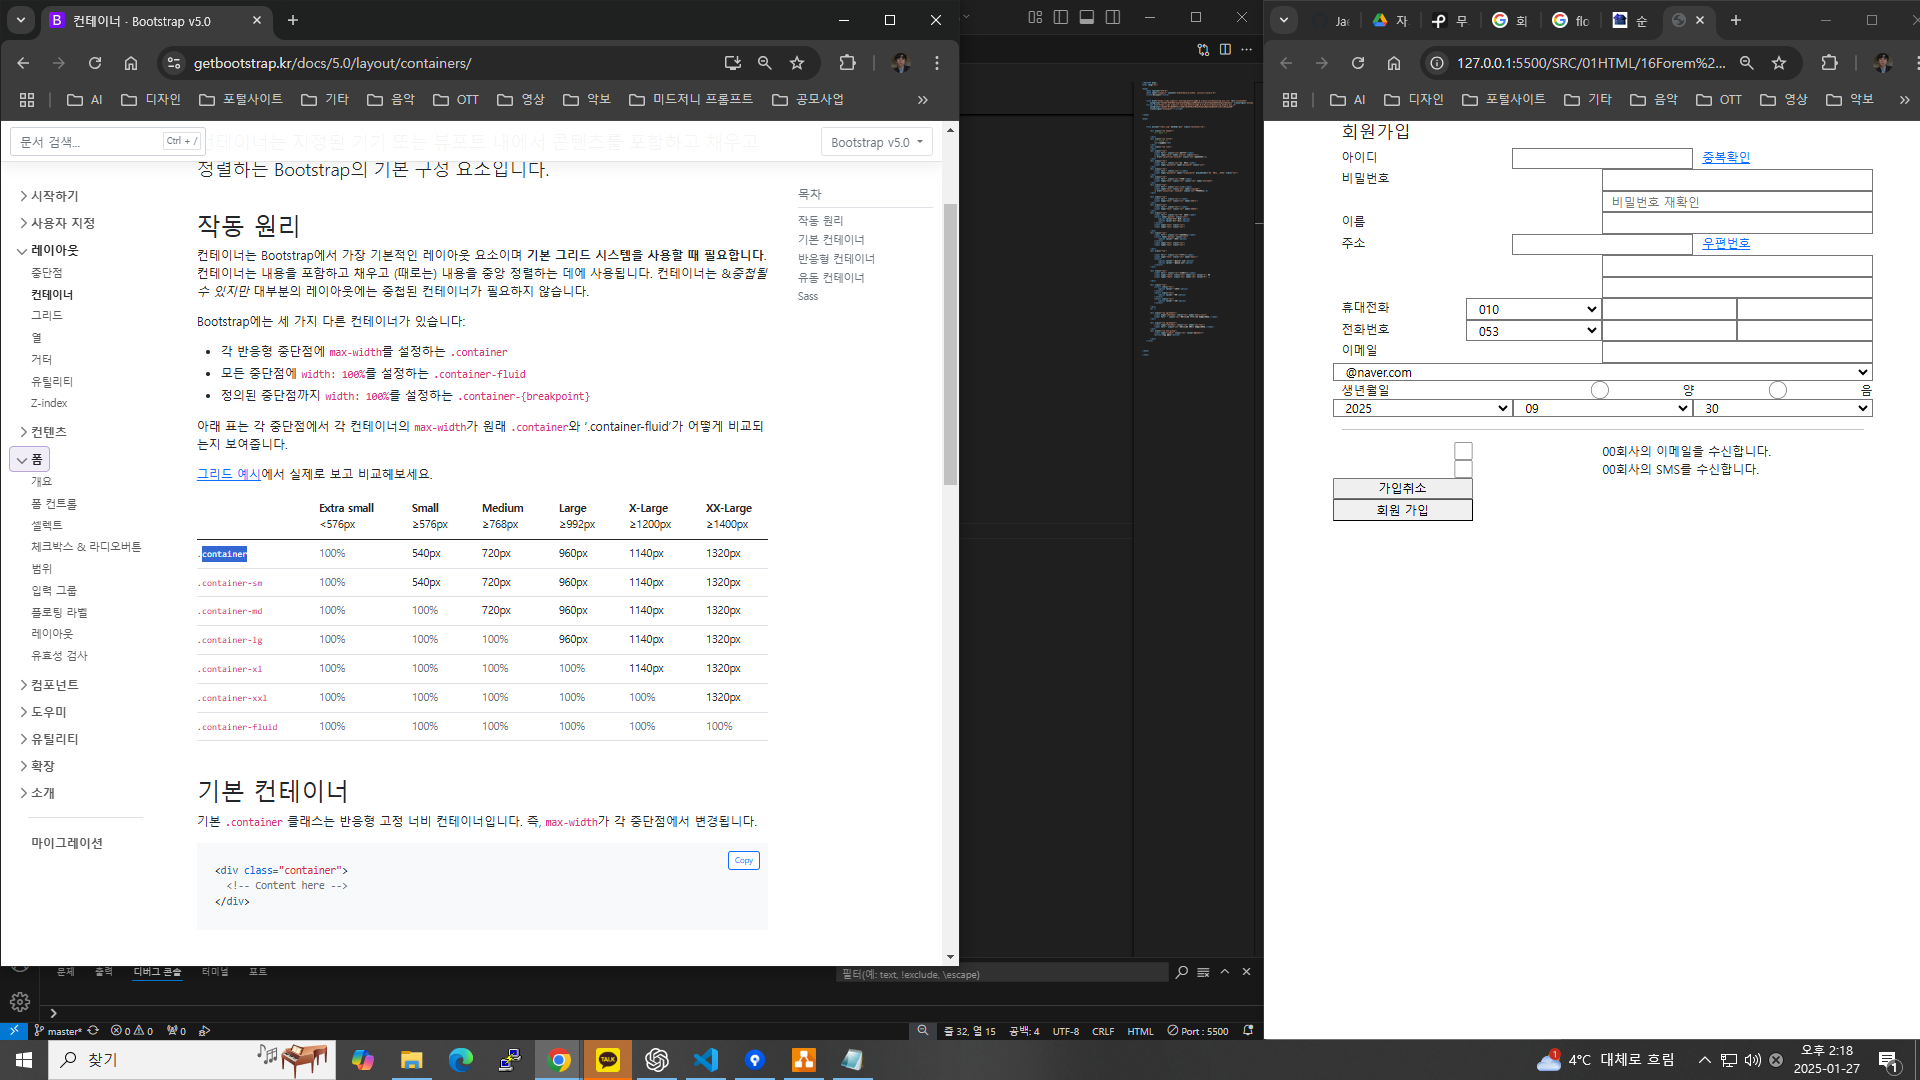 컨테이너 · Bootstrap v5.0
getbootstrap.kr/docs/5.0/layout/containers/
AI
디자인
포털사이트
기타
음악
OTT
영상
악보
미드저니 프롬프트
공모사업
문서 검색...
Ctrl + /
컨테이너는 지정된 기기 또는 뷰포트 내에서 콘텐츠를 포함하고 채우고
정렬하는 Bootstrap의 기본 구성 요소입니다.
Bootstrap v5.0
시작하기
사용자 지정
레이아웃
중단점
컨테이너
그리드
열
거터
유틸리티
Z-index
컨텐츠
폼
개요
폼 컨트롤
셀렉트
체크박스 & 라디오버튼
범위
입력 그룹
플로팅 라벨
레이아웃
유효성 검사
컴포넌트
도우미
유틸리티
확장
소개
마이그레이션
작동 원리
컨테이너는 Bootstrap에서 가장 기본적인 레이아웃 요소이며 기본 그리드 시스템을 사용할 때 필요합니다.
컨테이너는 내용을 포함하고 채우고 (때로는) 내용을 중앙 정렬하는 데에 사용됩니다. 컨테이너는 &중첩될
수 있지만 대부분의 레이아웃에는 중첩된 컨테이너가 필요하지 않습니다.
Bootstrap에는 세 가지 다른 컨테이너가 있습니다:
각 반응형 중단점에 max-width를 설정하는 .container
모든 중단점에 width: 100%를 설정하는 .container-fluid
정의된 중단점까지 width: 100%를 설정하는 .container-{breakpoint}
아래 표는 각 중단점에서 각 컨테이너의 max-width가 원래 .container와 '.container-fluid'가 어떻게 비교되
는지 보여줍니다.
그리드 예시에서 실제로 보고 비교헤보세요.
Extra small Small Medium Large X-Large XX-Large
<576px ≥576px ≥768px ≥992px ≥1200px ≥1400px
.container 100% 540px 720px 960px 1140px 1320px
.container-sm 100% 540px 720px 960px 1140px 1320px
.container-md 100% 100% 720px 960px 1140px 1320px
.container-lg 100% 100% 100% 960px 1140px 1320px
.container-xl 100% 100% 100% 100% 1140px 1320px
.container-xxl 100% 100% 100% 100% 100% 1320px
.container-fluid 100% 100% 100% 100% 100% 100%
기본 컨테이너
기본 .container 클래스는 반응형 고정 너비 컨테이너입니다. 즉, max-width가 각 중단점에서 변경됩니다.
Copy
<div class="container">
<!-- Content here -->
</div>
목차
작동 원리
기본 컨테이너
반응형 컨테이너
유동 컨테이너
Sass
문제 출력 디버그 콘솔 터미널 포트
필터(예: text, !exclude, \escape)
master* 0 0 0
줄 32, 열 15 공백: 4 UTF-8 CRLF HTML Port : 5500
Jae
자
무
회
flo
순
127.0.0.1:5500/SRC/01HTML/16Forem%2...
AI
디자인
포털사이트
기타
음악
OTT
영상
악보
회원가입
아이디 중복확인
비밀번호
비밀번호 재확인
이름
주소 우편번호
휴대전화 010
전화번호 053
이메일
@naver.com
생년월일 양 음
2025 09 30
00회사의 이메일을 수신합니다.
00회사의 SMS를 수신합니다.
가입취소
회원 가입
찾기
TALK
1
4°C 대체로 흐림
오후 2:18
2025-01-27
1